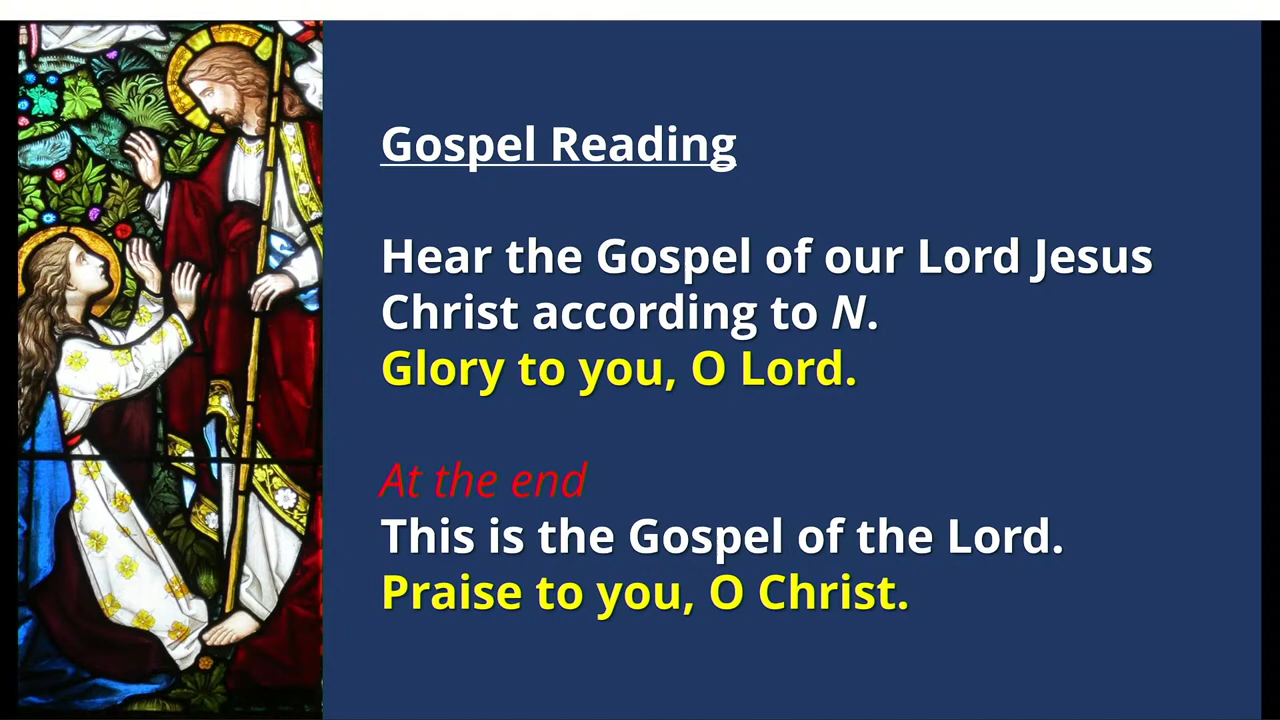 Gospel Reading
Hear the Gospel of our Lord Jesus
Christ according to N.
Glory to you, O Lord.
At the end
This is the Gospel of the Lord.
Praise to you, O Christ.